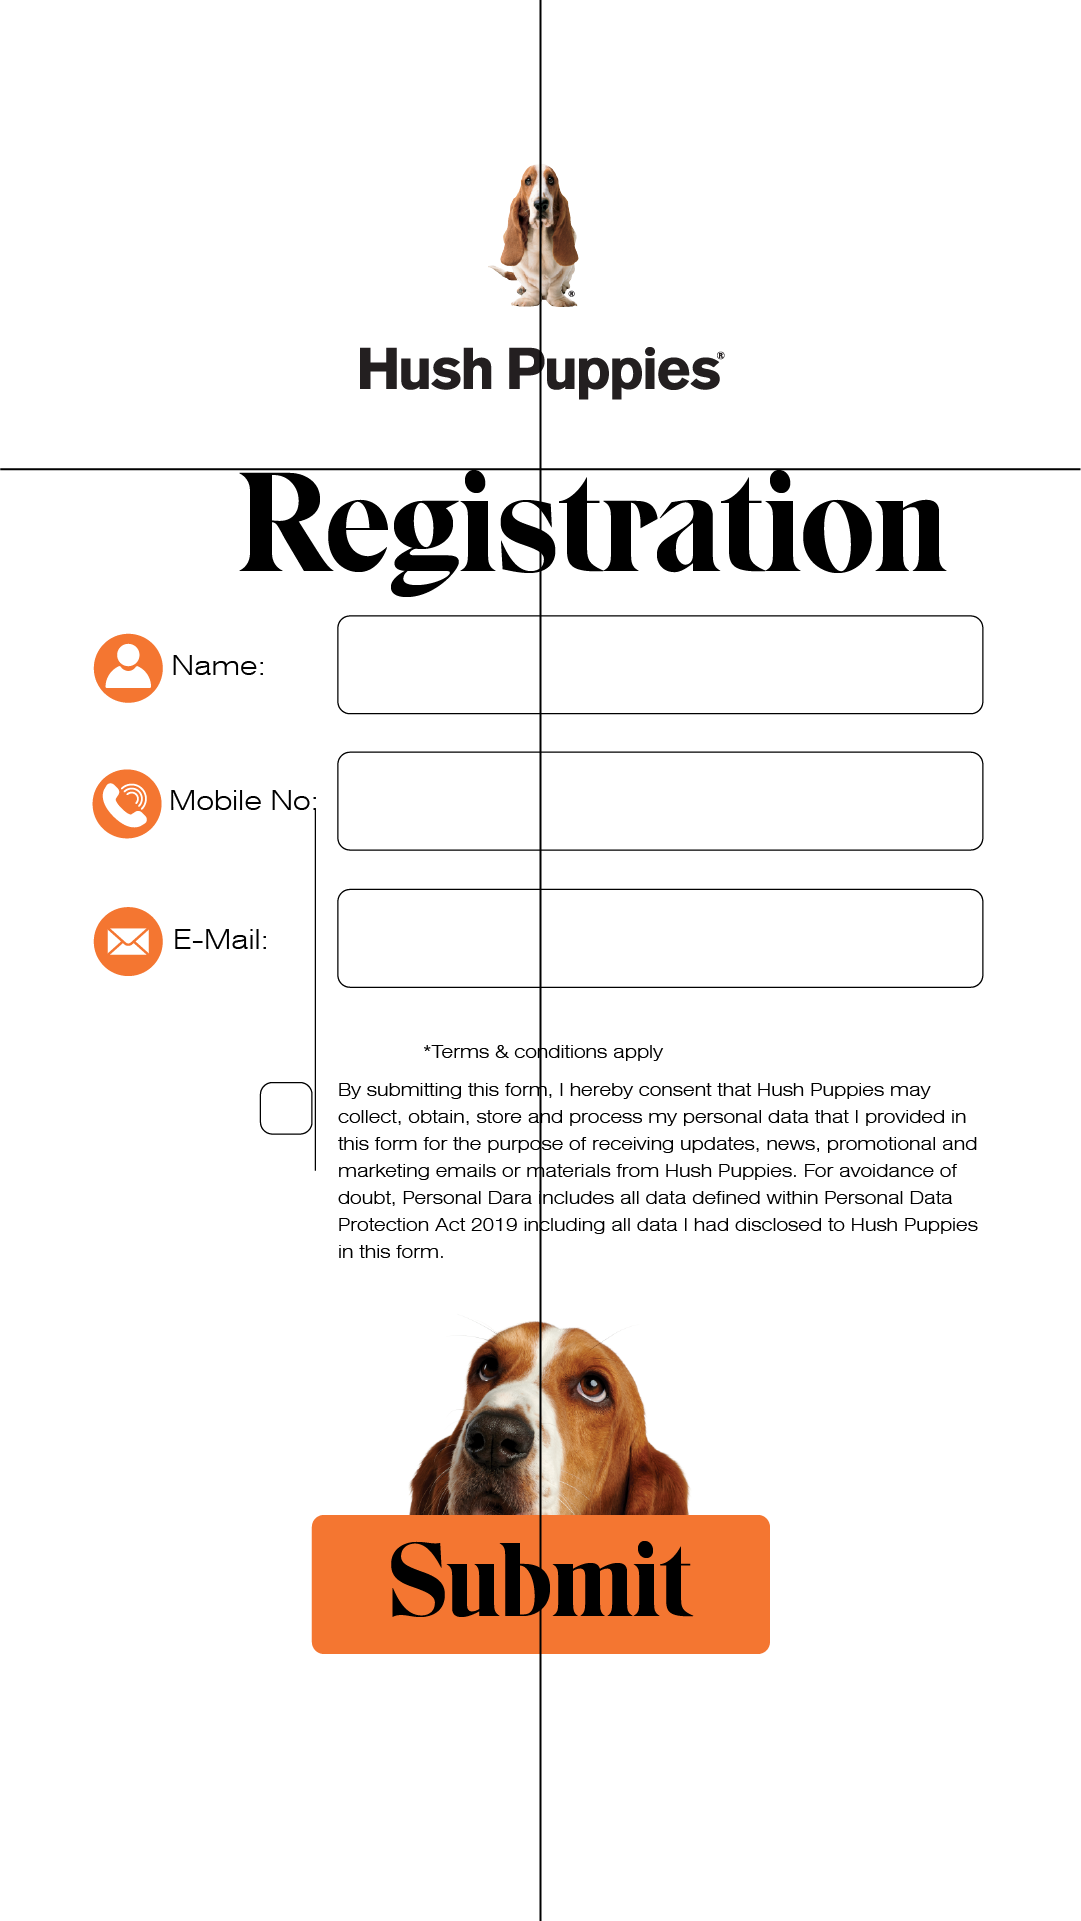 Hush Puppies®
Registration
Name:
Mobile No:
E-Mail:
*Terms & conditions apply
By submitting this form, I hereby consent that Hush Puppies may
collect, obtain, store and process my personal data that I provided in
this form for the purpose of receiving updates, news, promotional and
marketing emails or materials from Hush Puppies. For avoidance of
doubt, Personal Dara includes all data defined within Personal Data
Protection Act 2019 including all data I had disclosed to Hush Puppies
in this form.
Submit